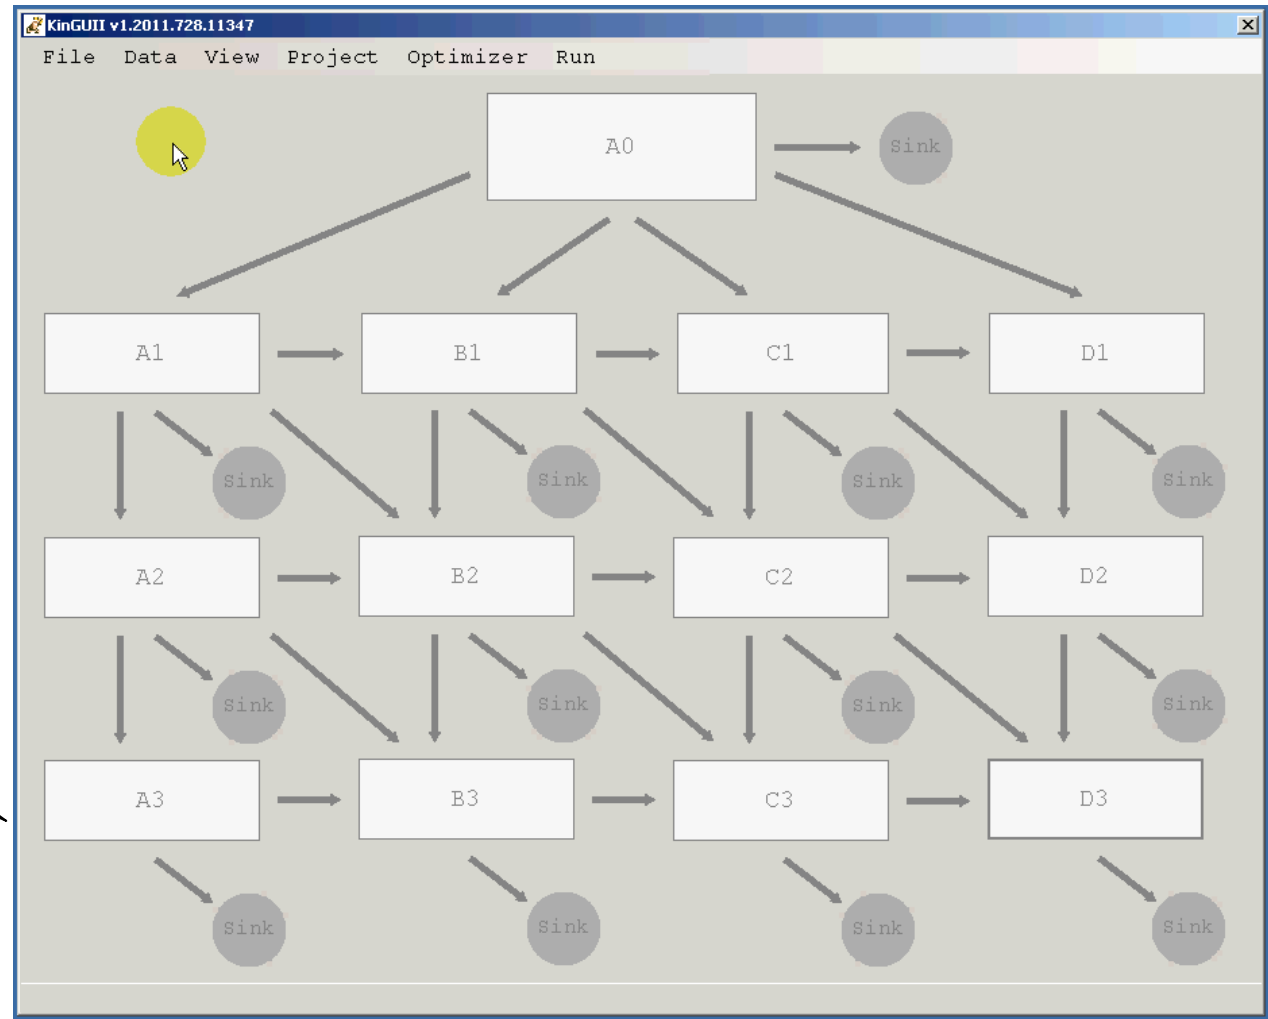 KinGUII v1.2011.728.11347
File Data View Project Optimizer Run
A0 Sink
A1 B1 C1 D1
Sink Sink Sink Sink
A2 B2 C2 D2
Sink Sink Sink Sink
A3 B3 C3 D3
Sink Sink Sink Sink